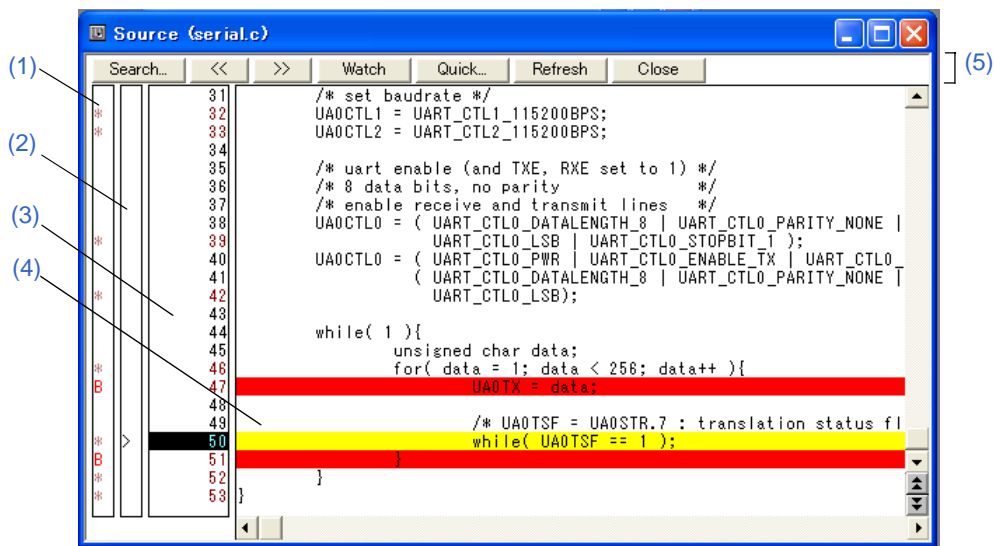 Source (serial.c)
(1)
(5)
Search... << >> Watch Quick... Refresh Close
31 /* set baudrate */
* 32 UA0CTL1 = UART_CTL1_115200BPS;
* 33 UA0CTL2 = UART_CTL2_115200BPS;
(2)
34
35 /* uart enable (and TXE, RXE set to 1) */
36 /* 8 data bits, no parity */
37 /* enable receive and transmit lines */
(3)
38 UA0CTL0 = ( UART_CTL0_DATALENGTH_8 | UART_CTL0_PARITY_NONE |
* 39 UART_CTL0_LSB | UART_CTL0_STOPBIT_1 );
40 UA0CTL0 = ( UART_CTL0_PWR | UART_CTL0_ENABLE_TX | UART_CTL0_
(4)
41 ( UART_CTL0_DATALENGTH_8 | UART_CTL0_PARITY_NONE |
* 42 UART_CTL0_LSB);
43
44 while( 1 ){
45 unsigned char data;
* 46 for( data = 1; data < 256; data++ ){
B 47 UA0TX = data;
48
49 /* UA0TSF = UA0STR.7 : translation status fl
* > 50 while( UA0TSF == 1 );
B 51 }
* 52 }
* 53 }